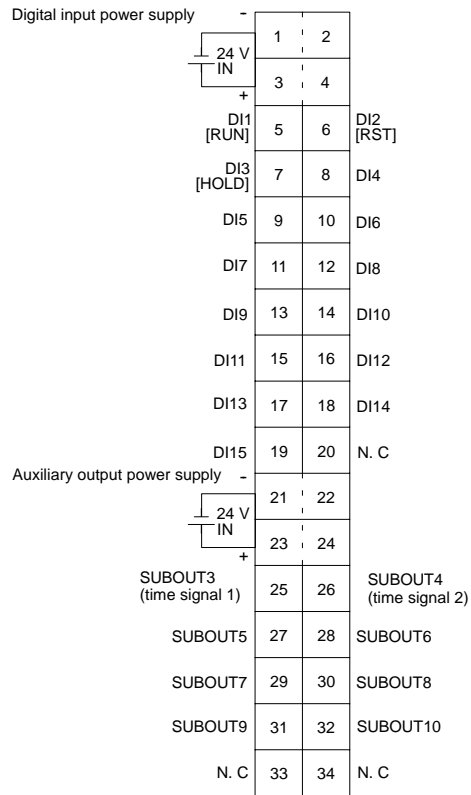 Digital input power supply -
1 2
24 V
IN
3 4
+
DI1
[RUN] 5 6 DI2
[RST]
DI3
[HOLD] 7 8 DI4
DI5 9 10 DI6
DI7 11 12 DI8
DI9 13 14 DI10
DI11 15 16 DI12
DI13 17 18 DI14
DI15 19 20 N. C
Auxiliary output power supply -
21 22
24 V
IN
23 24
+
SUBOUT3
(time signal 1) 25 26 SUBOUT4
(time signal 2)
SUBOUT5 27 28 SUBOUT6
SUBOUT7 29 30 SUBOUT8
SUBOUT9 31 32 SUBOUT10
N. C 33 34 N. C